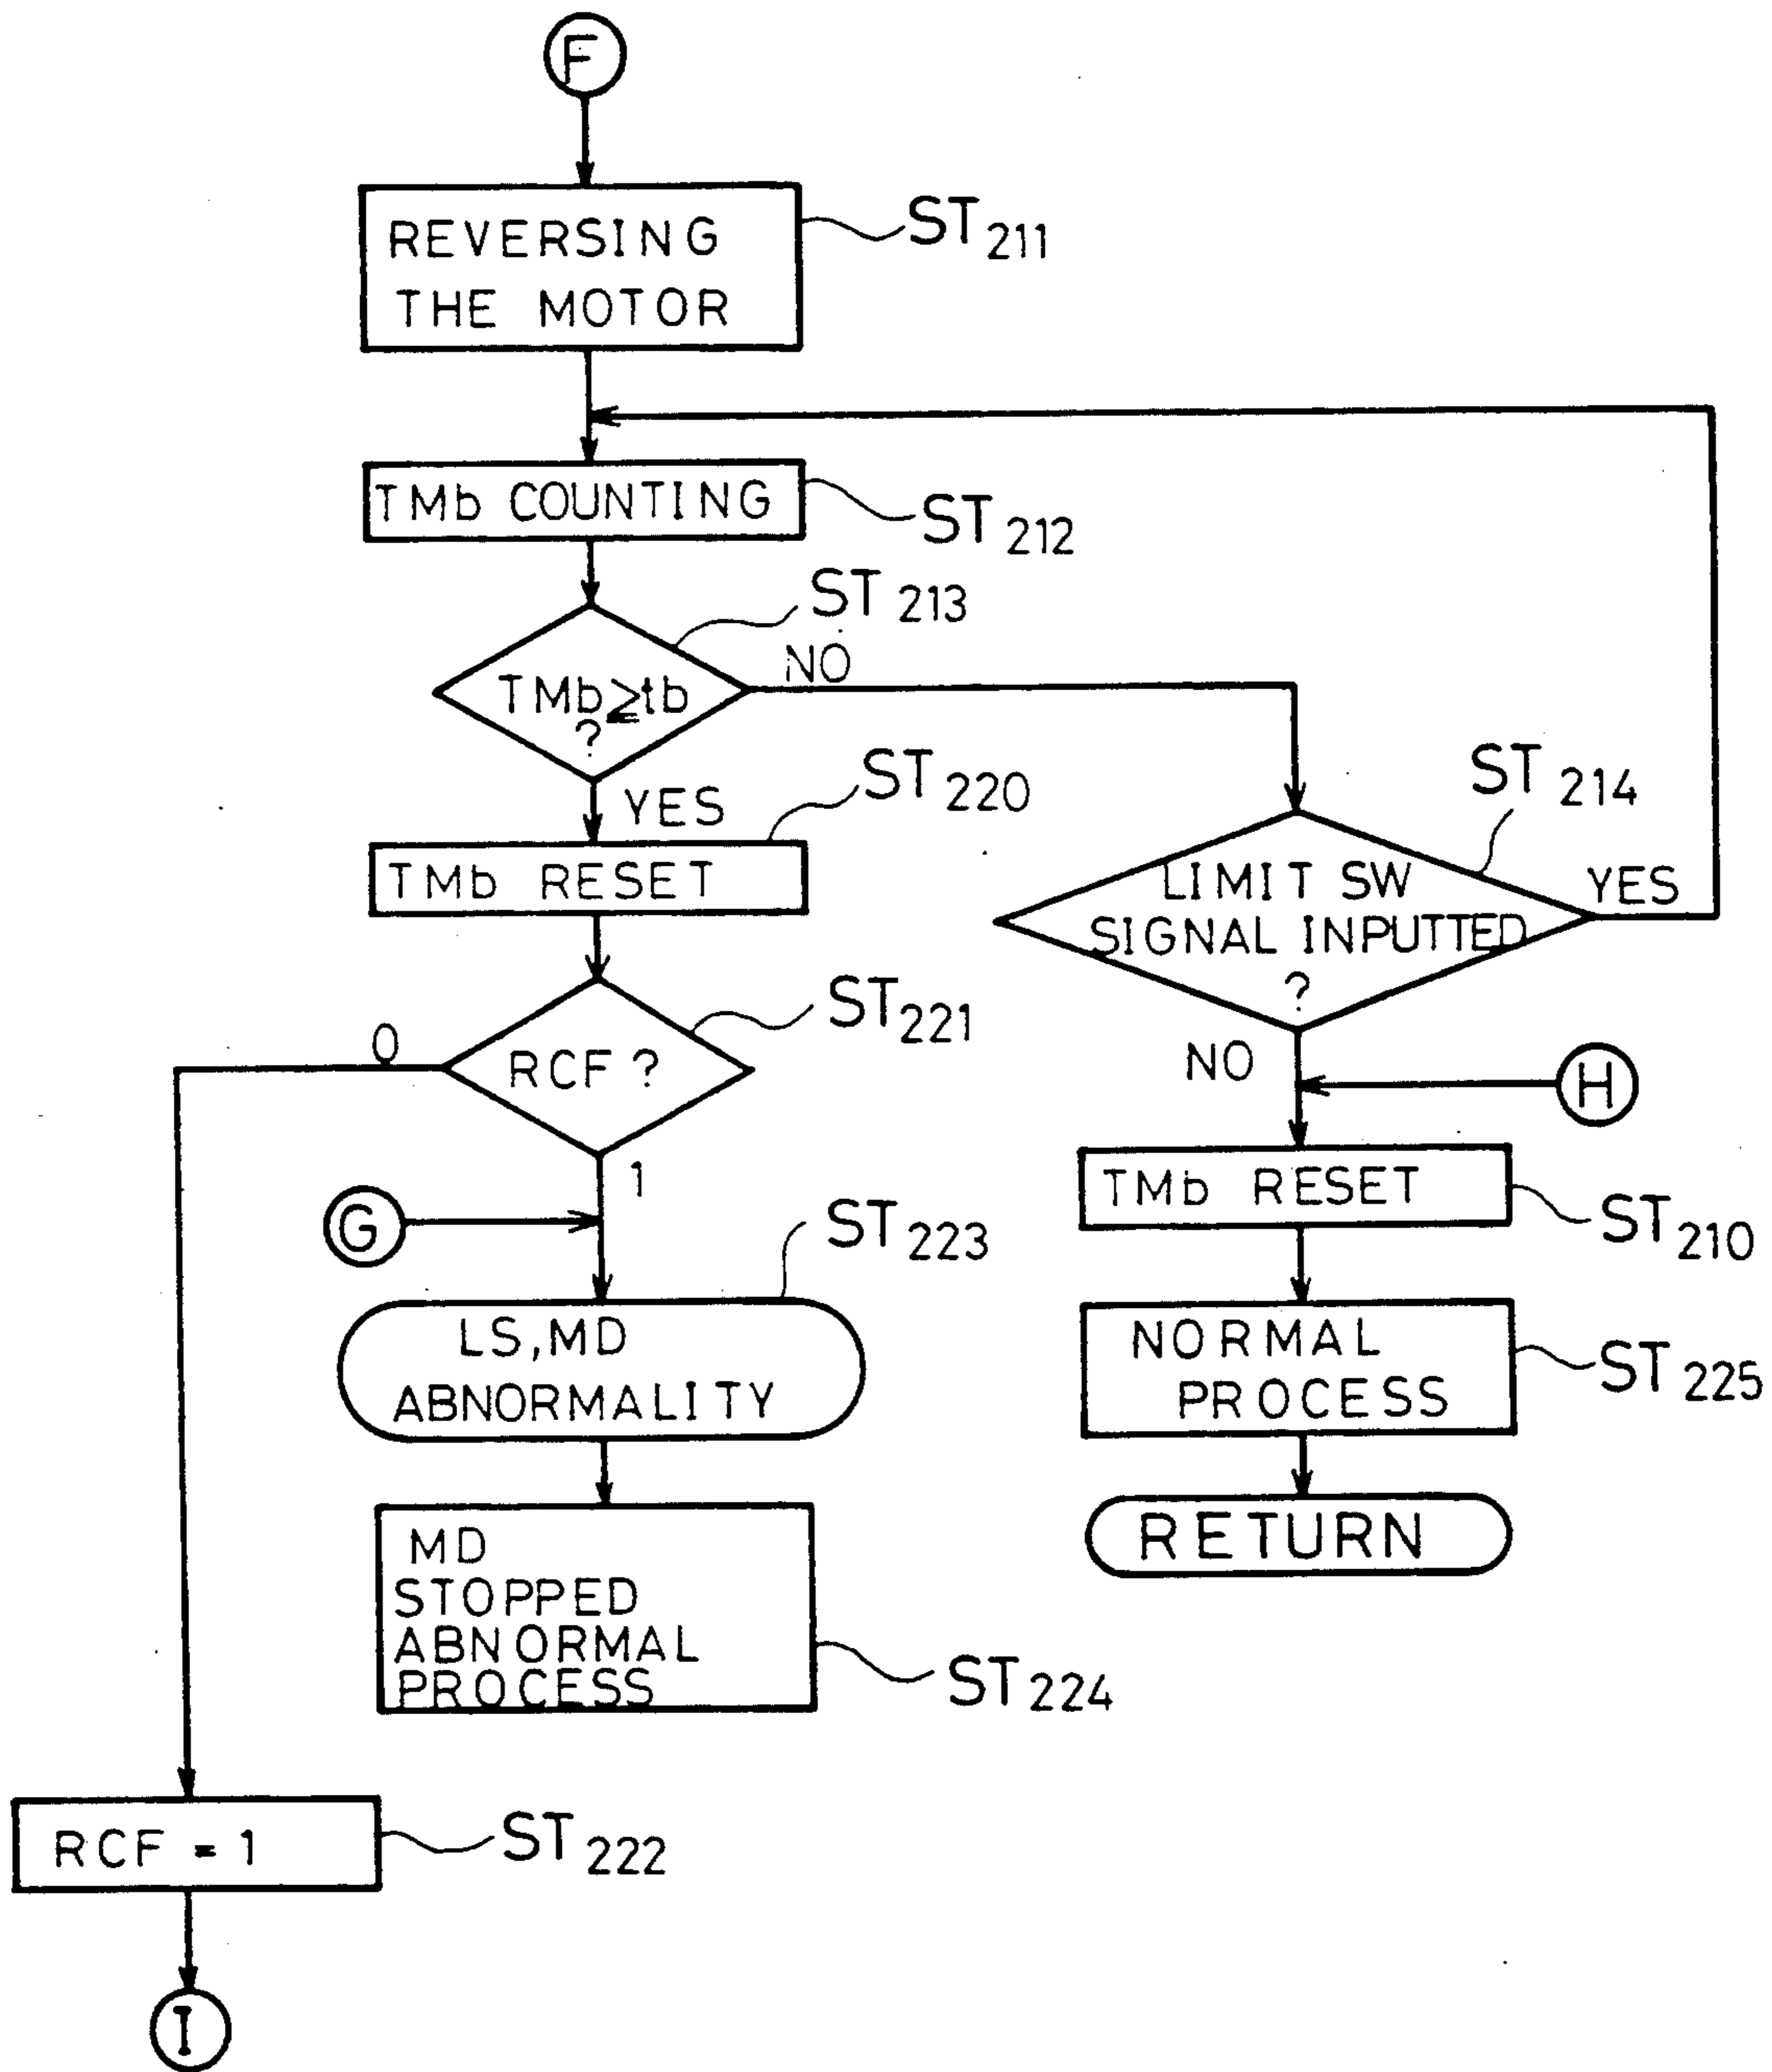 F
REVERSING
THE MOTOR
ST211
TMb COUNTING
ST212
ST213
TMb≧tb
?
NO
YES
ST220
TMb RESET
ST214
LIMIT SW
SIGNAL INPUTTED
?
YES
NO
ST221
RCF ?
0
1
H
G
TMb RESET
ST210
ST223
LS,MD
ABNORMALITY
NORMAL
PROCESS
ST225
MD
STOPPED
ABNORMAL
PROCESS
ST224
RETURN
RCF = 1
ST222
I